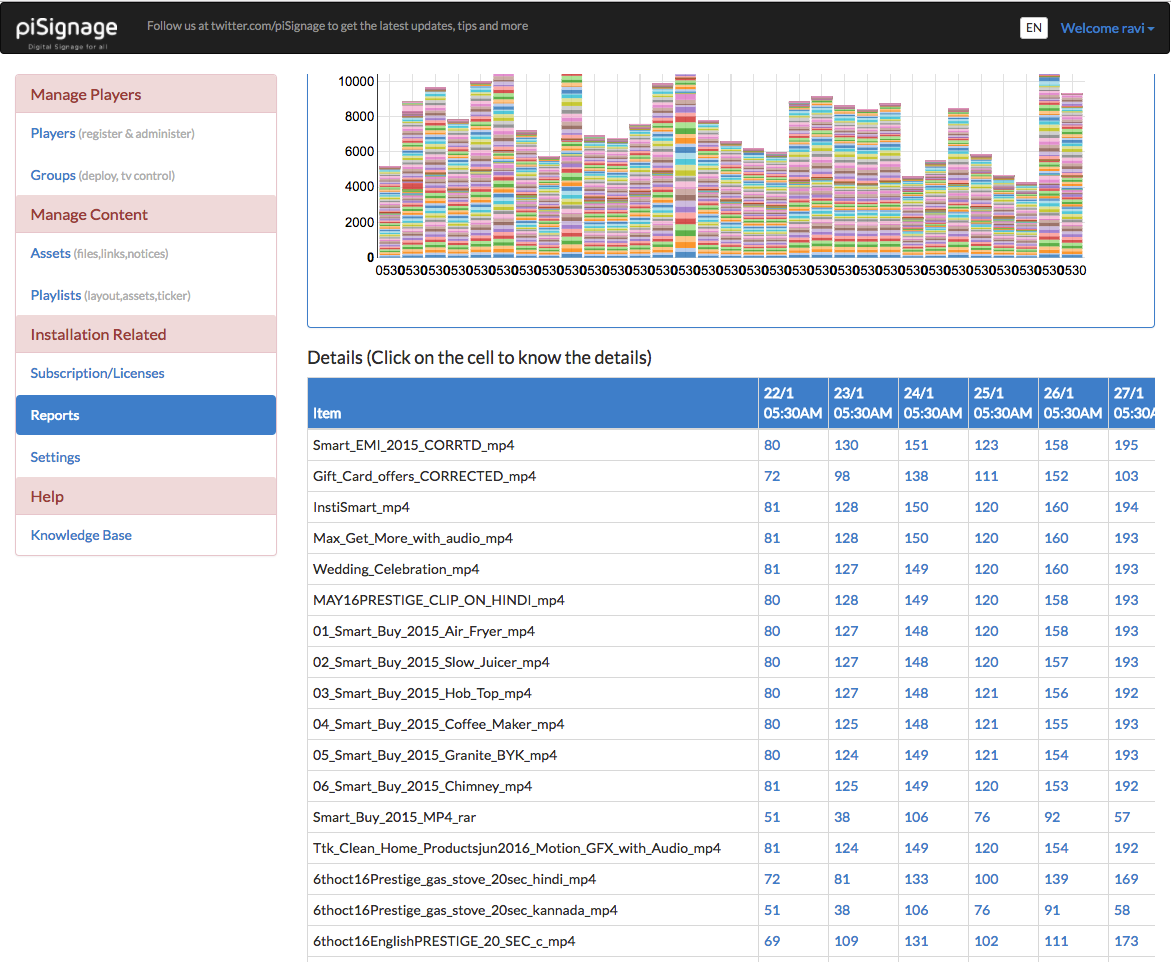 piSignage
Digital Signage for all
Follow us at twitter.com/piSignage to get the latest updates, tips and more
EN
Welcome ravi
Manage Players
Players (register & administer)
Groups (deploy, tv control)
Manage Content
Assets (files,links,notices)
Playlists (layout,assets,ticker)
Installation Related
Subscription/Licenses
Reports
Settings
Help
Knowledge Base
10000
8000
6000
4000
2000
0
0530530530530530530530530530530530530530530530530530530530530530530530530530530530530530530530
Details (Click on the cell to know the details)
Item 22/1 05:30AM 23/1 05:30AM 24/1 05:30AM 25/1 05:30AM 26/1 05:30AM 27/1 05:30A
Smart_EMI_2015_CORRTD_mp4 80 130 151 123 158 195
Gift_Card_offers_CORRECTED_mp4 72 98 138 111 152 103
InstiSmart_mp4 81 128 150 120 160 194
Max_Get_More_with_audio_mp4 81 128 150 120 160 193
Wedding_Celebration_mp4 81 127 149 120 160 193
MAY16PRESTIGE_CLIP_ON_HINDI_mp4 80 128 149 120 158 193
01_Smart_Buy_2015_Air_Fryer_mp4 80 127 148 120 158 193
02_Smart_Buy_2015_Slow_Juicer_mp4 80 127 148 120 157 193
03_Smart_Buy_2015_Hob_Top_mp4 80 127 148 121 156 192
04_Smart_Buy_2015_Coffee_Maker_mp4 80 125 148 121 155 193
05_Smart_Buy_2015_Granite_BYK_mp4 80 124 149 121 154 193
06_Smart_Buy_2015_Chimney_mp4 81 125 149 120 153 192
Smart_Buy_2015_MP4_rar 51 38 106 76 92 57
Ttk_Clean_Home_Productsjun2016_Motion_GFX_with_Audio_mp4 81 124 149 120 154 192
6thoct16Prestige_gas_stove_20sec_hindi_mp4 72 81 133 100 139 169
6thoct16Prestige_gas_stove_20sec_kannada_mp4 51 38 106 76 91 58
6thoct16EnglishPRESTIGE_20_SEC_c_mp4 69 109 131 102 111 173